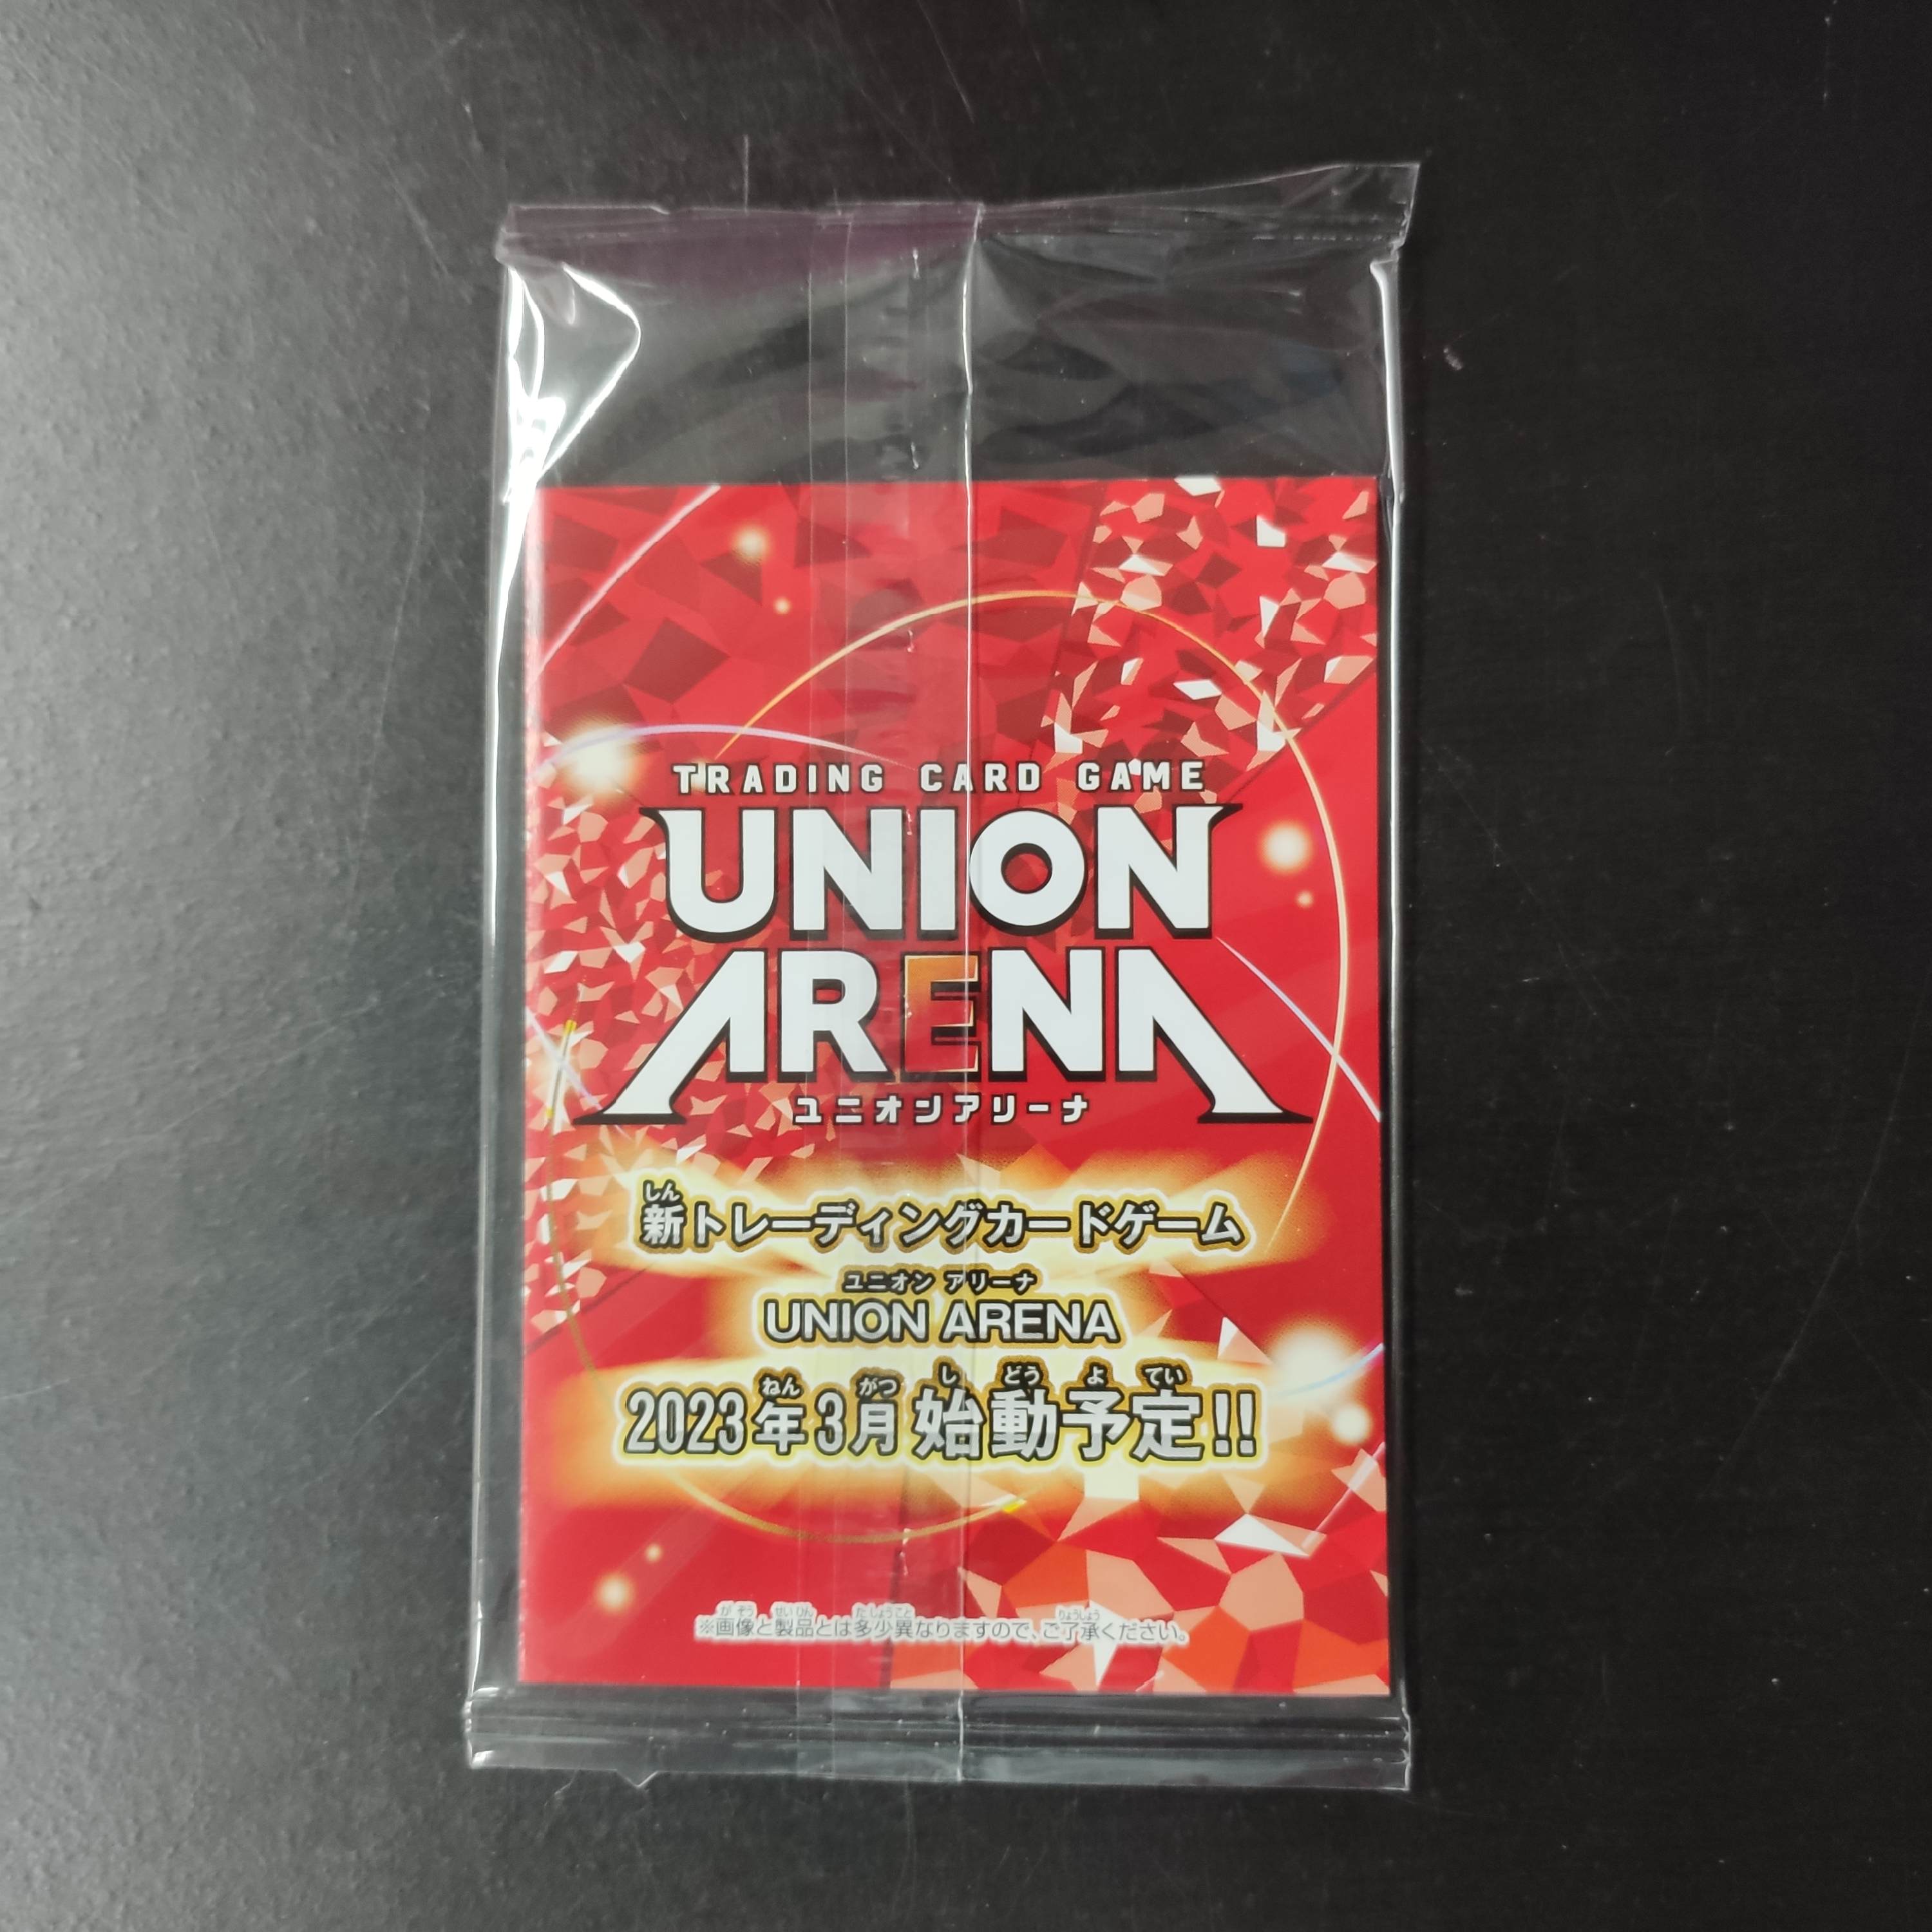 TRADING CARD GAME
UNION
ARENA
ユニオンアリーナ
しん
新トレーディングカードゲーム
ユニオン アリーナ
UNION ARENA
ねん がつ し どう よ てい
2023年3月始動予定!!
が ぞう せい ひん た しょう こと りょうしょう
※画像と製品とは多少異なりますので、ご了承ください。